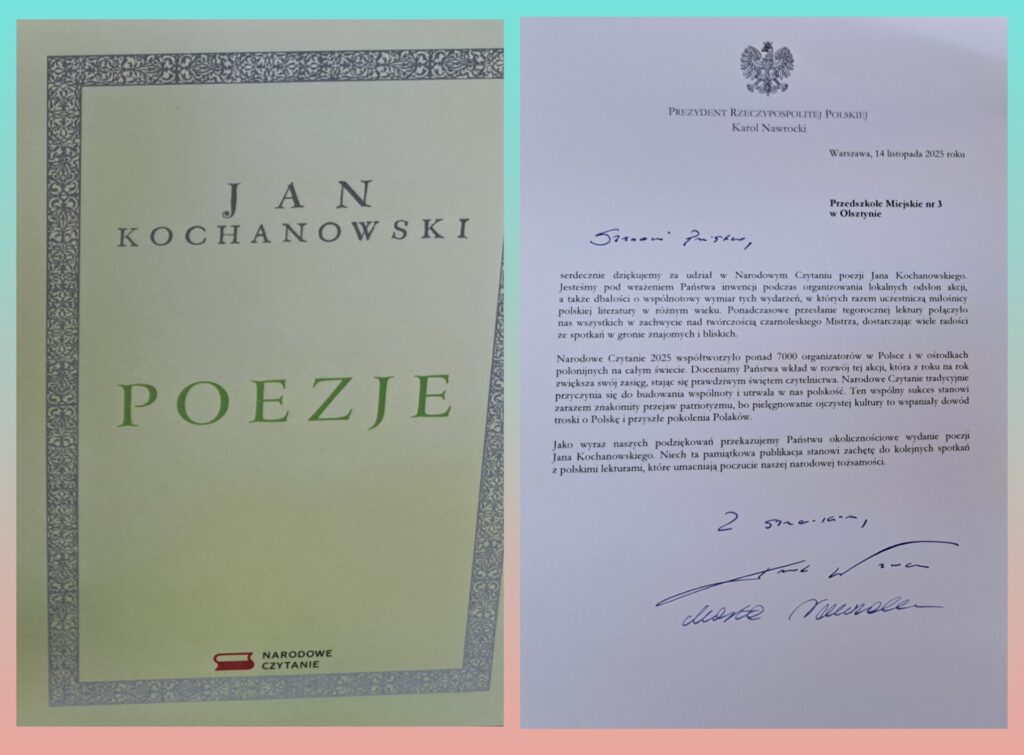 JAN
KOCHANOWSKI
POEZJE
NARODOWE
CZYTANIE
PREZYDENT RZECZYPOSPOLITEJ POLSKIEJ
Karol Nawrocki
Warszawa, 14 listopada 2025 roku
Przedszkole Miejskie nr 3
w Olsztynie
Szanowni Państwo,
serdecznie dziękujemy za udział w Narodowym Czytaniu poezji Jana Kochanowskiego.
Jesteśmy pod wrażeniem Państwa inwencji podczas organizowania lokalnych odsłon akcji,
a także dbałości o wspólnotowy wymiar tych wydarzeń, w których razem uczestniczą miłośnicy
polskiej literatury w różnym wieku. Ponadczasowe przesłanie tegorocznej lektury połączyło
nas wszystkich w zachwycie nad twórczością czarnoleskiego Mistrza, dostarczając wiele radości
ze spotkań w gronie znajomych i bliskich.
Narodowe Czytanie 2025 współtworzyło ponad 7000 organizatorów w Polsce i w ośrodkach
polonijnych na całym świecie. Doceniamy Państwa wkład w rozwój tej akcji, która z roku na rok
zwiększa swój zasięg, stając się prawdziwym świętem czytelnictwa. Narodowe Czytanie tradycyjnie
przyczynia się do budowania wspólnoty i utrwala w nas polskość. Ten wspólny sukces stanowi
zarazem znakomity przejaw patriotyzmu, bo pielęgnowanie ojczystej kultury to wspaniały dowód
troski o Polskę i przyszłe pokolenia Polaków.
Jako wyraz naszych podziękowań przekazujemy Państwu okolicznościowe wydanie poezji
Jana Kochanowskiego. Niech ta pamiątkowa publikacja stanowi zachętę do kolejnych spotkań
z polskimi lekturami, które umacniają poczucie naszej narodowej tożsamości.
Z
Marta Nawrocka